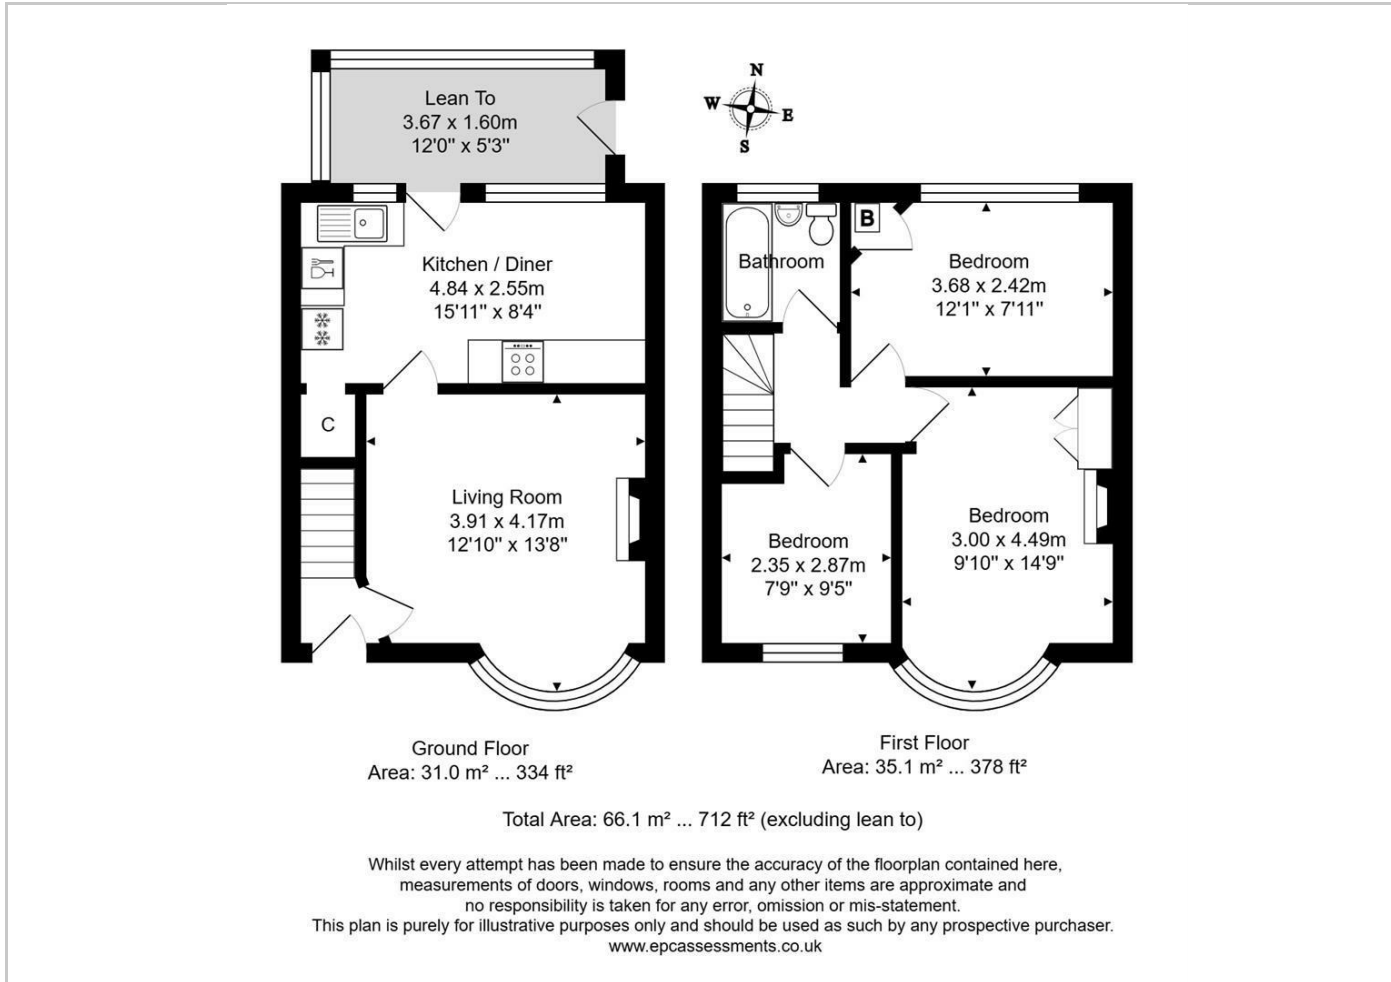 Lean To
3.67 x 1.60m
12'0" x 5'3"
N
W
E
S
Kitchen / Diner
4.84 x 2.55m
15'11" x 8'4"
C
Living Room
3.91 x 4.17m
12'10" x 13'8"
Bathroom
B
Bedroom
3.68 x 2.42m
12'1" x 7'11"
Bedroom
2.35 x 2.87m
7'9" x 9'5"
Bedroom
3.00 x 4.49m
9'10" x 14'9"
Ground Floor
Area: 31.0 m² ... 334 ft²
First Floor
Area: 35.1 m² ... 378 ft²
Total Area: 66.1 m² ... 712 ft² (excluding lean to)
Whilst every attempt has been made to ensure the accuracy of the floorplan contained here,
measurements of doors, windows, rooms and any other items are approximate and
no responsibility is taken for any error, omission or mis-statement.
This plan is purely for illustrative purposes only and should be used as such by any prospective purchaser.
www.epcassessments.co.uk